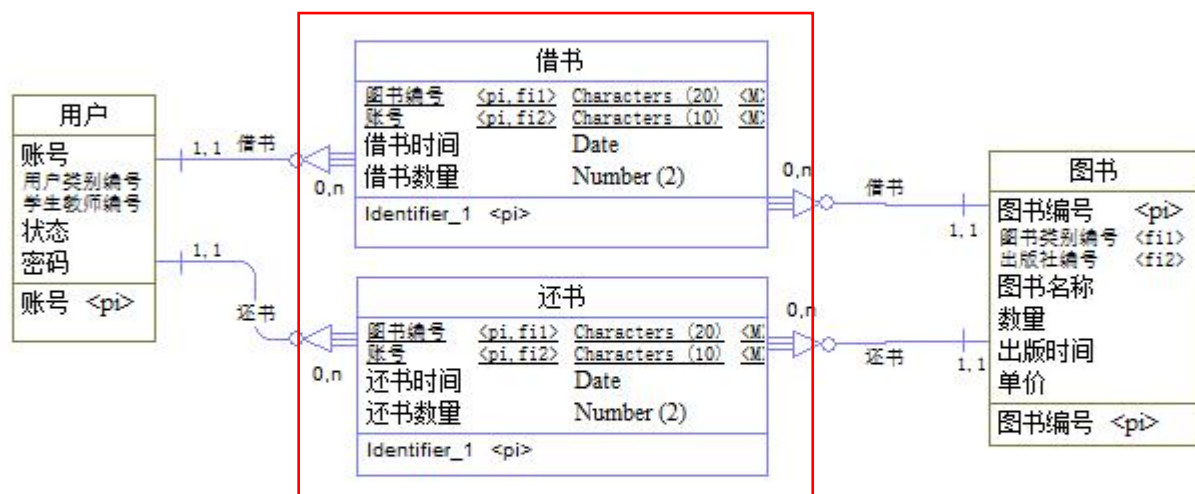 用户
账号
用户类别编号
学生教师编号
状态
密码
账号 <pi>
1,1
借书
0,n
1,1
还书
0,n
借书
图书编号 <pi,fi1> Characters (20) <M>
账号 <pi,fi2> Characters (10) <M>
借书时间 Date
借书数量 Number (2)
Identifier_1 <pi>
还书
图书编号 <pi,fi1> Characters (20) <M
账号 <pi,fi2> Characters (10) <M
还书时间 Date
还书数量 Number (2)
Identifier_1 <pi>
0,n
借书
1,1
0,n
还书
1,1
图书
图书编号 <pi>
图书类别编号 <fi1>
出版社编号 <fi2>
图书名称
数量
出版时间
单价
图书编号 <pi>